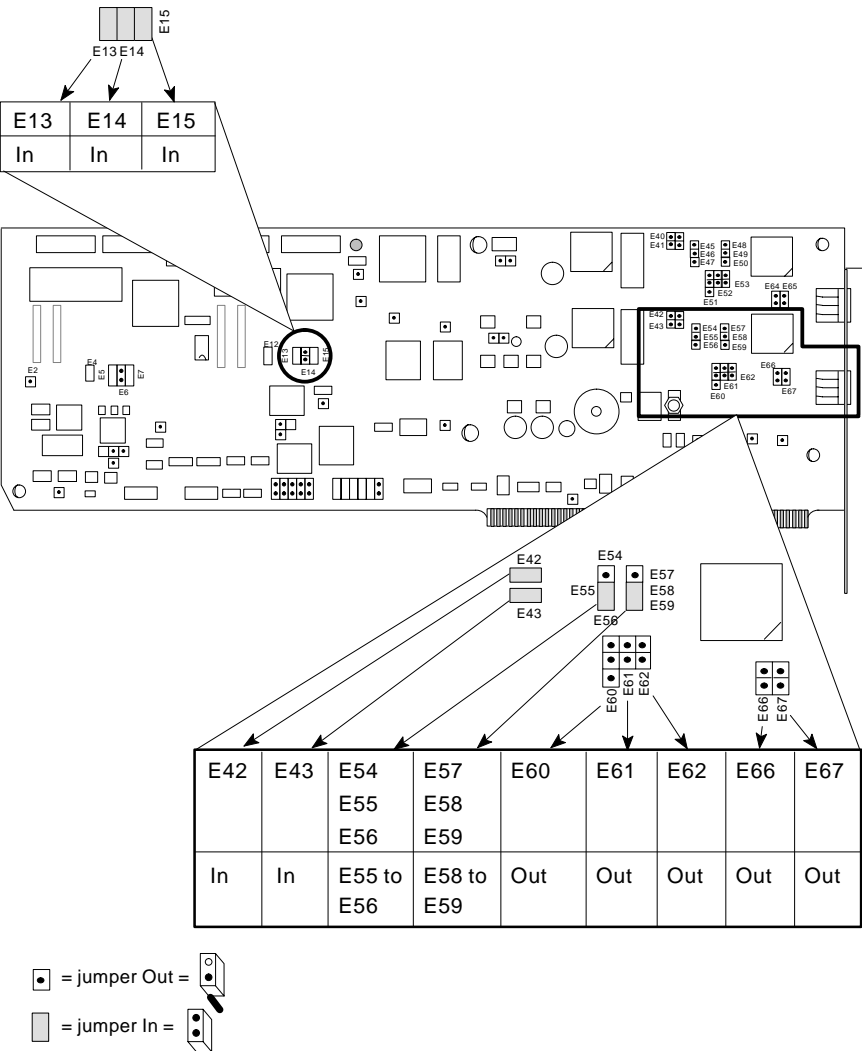 E15
E13 E14
E13 E14 E15
In In In
E40
E41
E45
E46
E47
E48
E49
E50
E53
E52
E51
E64 E65
E42
E43
E54
E55
E56
E57
E58
E59
E62
E61
E60
E66
E67
E12
E13
E15
E14
E2
E4
E5
E7
E6
E42
E43
E54
E55
E56
E57
E58
E59
E60
E61
E62
E66
E67
E42 E43 E54 E57 E60 E61 E62 E66 E67
E55 E58
E56 E59
In In E55 to E58 to Out Out Out Out Out
E56 E59
= jumper Out =
= jumper In =